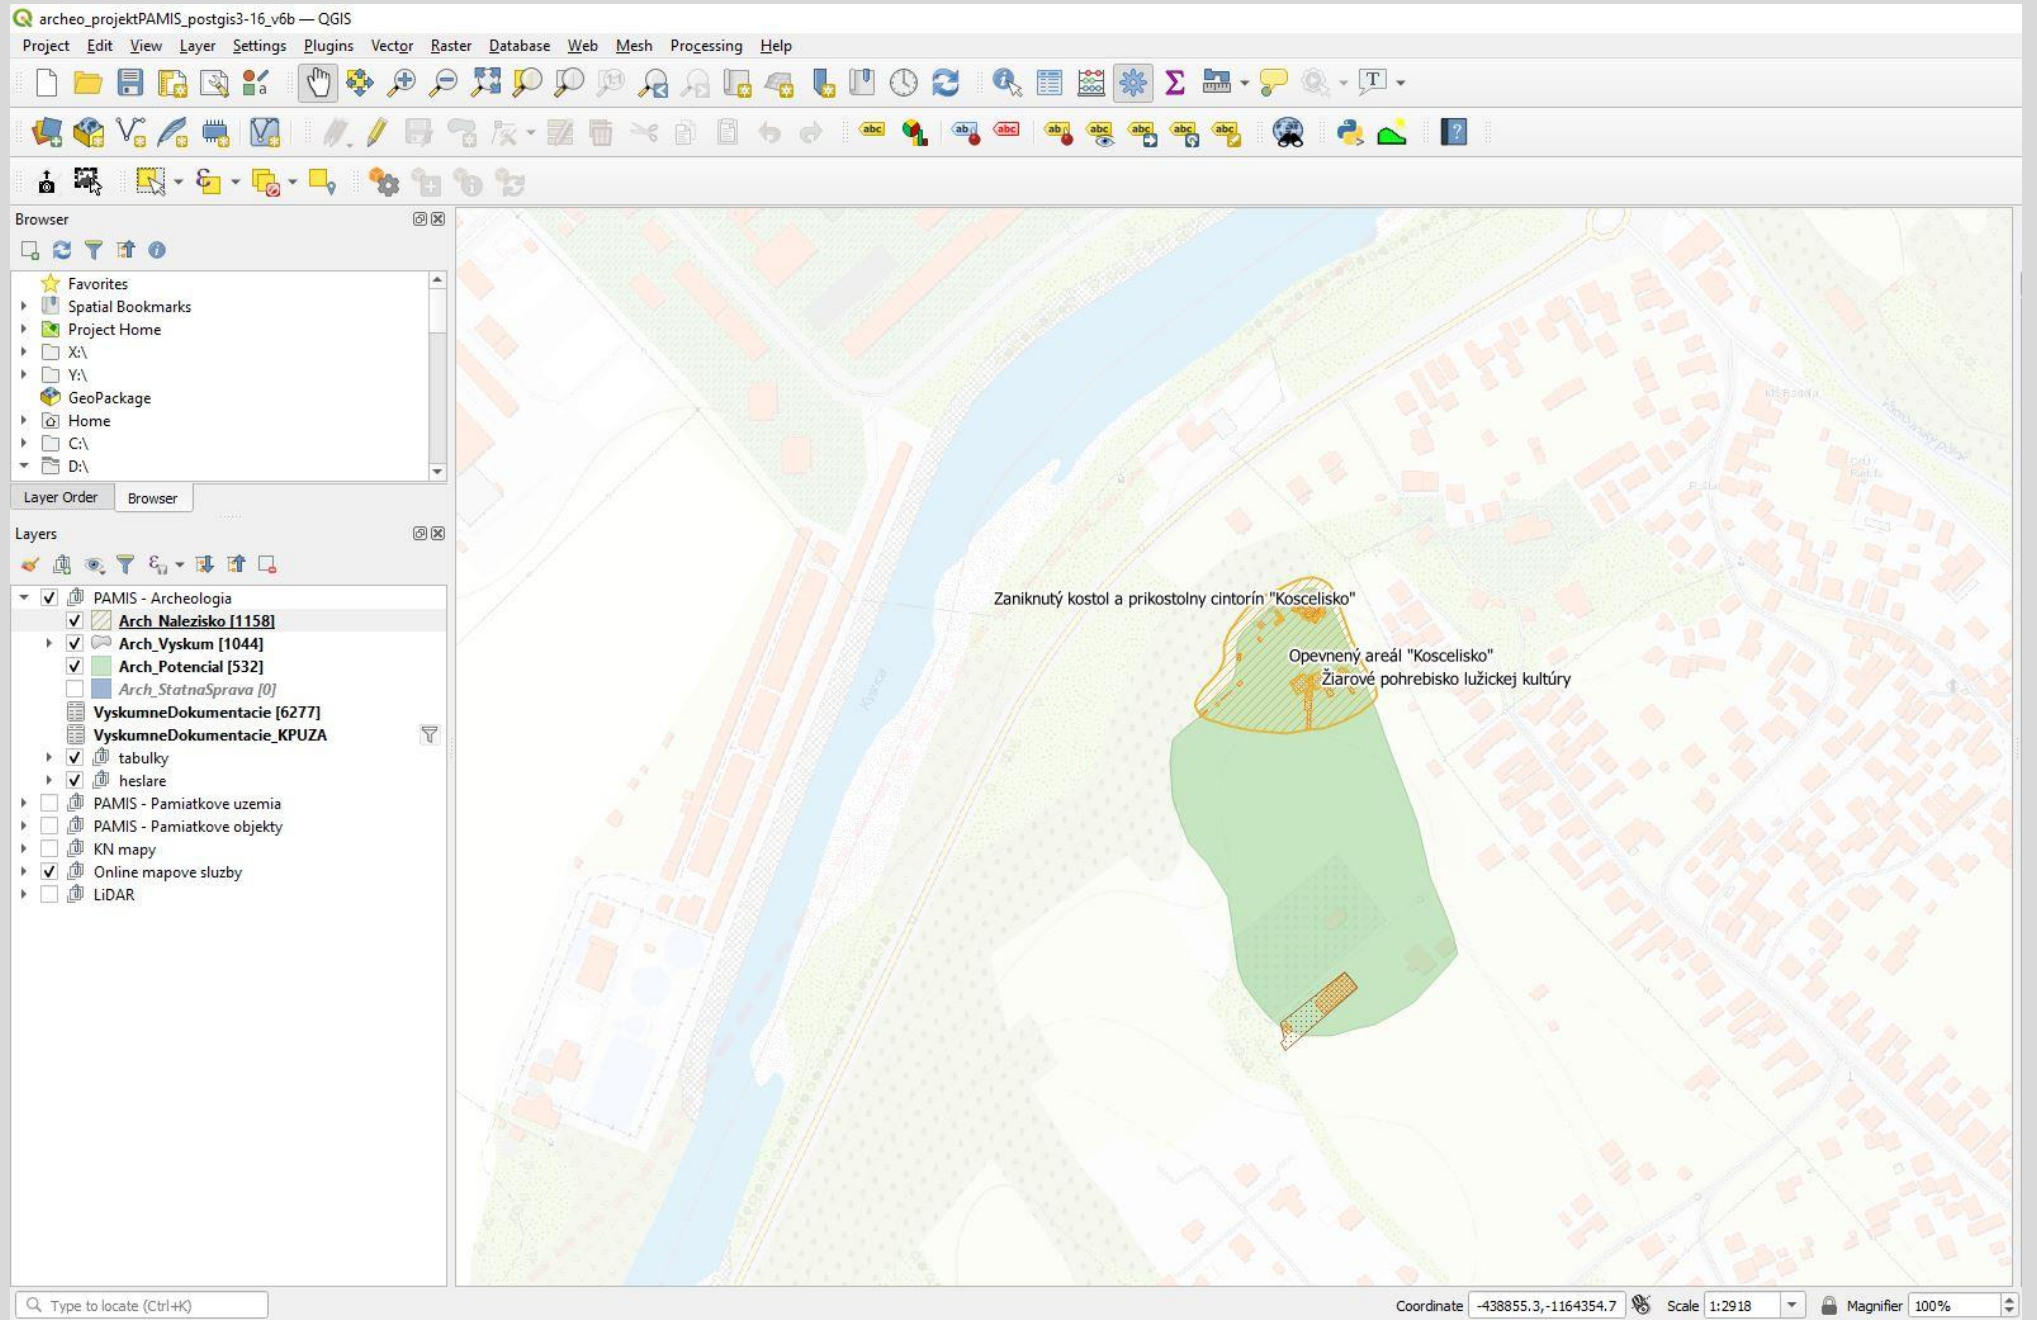 archeo_projektPAMIS_postgis3-16_v6b — QGIS
Project Edit View Layer Settings Plugins Vector Raster Database Web Mesh Processing Help
Browser
Favorites
Spatial Bookmarks
Project Home
X:\
Y:\
GeoPackage
Home
C:\
D:\
Layer Order Browser
Layers
PAMIS - Archeologia
Arch_Nalezisko [1158]
Arch_Vyskum [1044]
Arch_Potencial [532]
Arch_StatnaSprava [0]
VyskumneDokumentacie [6277]
VyskumneDokumentacie_KPUZA
tabulky
heslare
PAMIS - Pamiatkove uzemia
PAMIS - Pamiatkove objekty
KN mapy
Online mapove sluzby
LiDAR
Zaniknutý kostol a prikostolny cintorín "Koscelisko"
Opevnený areál "Koscelisko"
Žiarové pohrebisko lužickej kultúry
Kysuca
Type to locate (Ctrl+K)
Coordinate -438855.3,-1164354.7 Scale 1:2918 Magnifier 100%